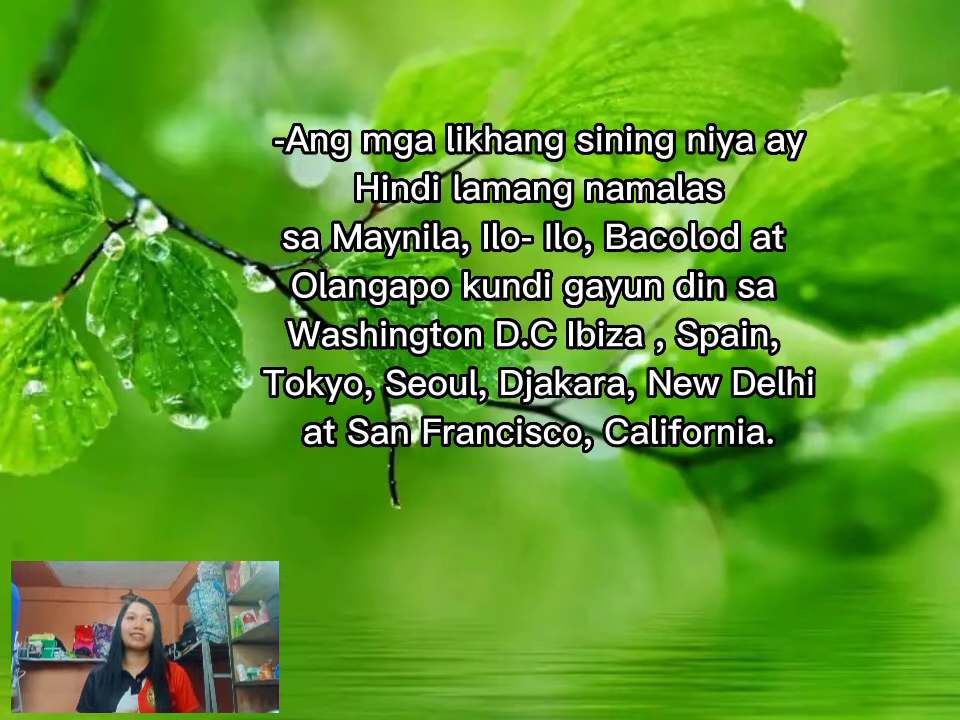 -Ang mga likhang sining niya ay
Hindi lamang namalas
sa Maynila, Ilo- Ilo, Bacolod at
Olangapo kundi gayun din sa
Washington D.C Ibiza , Spain,
Tokyo, Seoul, Djakara, New Delhi
at San Francisco, California.